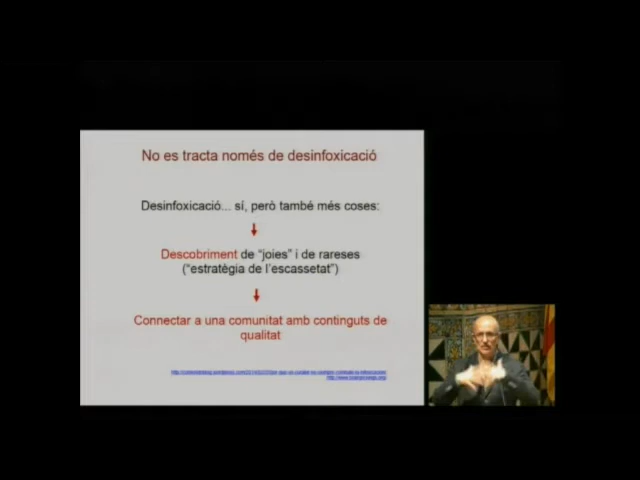 No es tracta només de desinfoxicació
Desinfoxicació... sí, però també més coses:
Descobriment de “joies” i de rareses
(“estratègia de l’escassetat”)
Connectar a una comunitat amb continguts de
qualitat